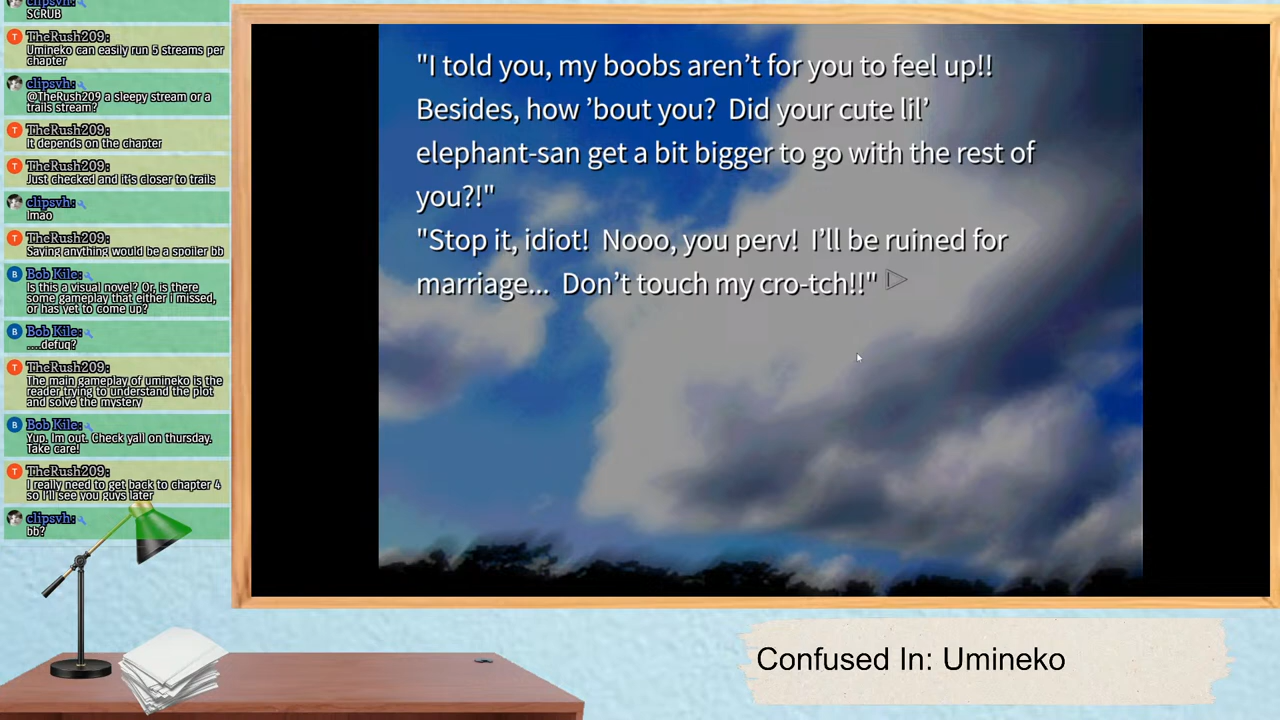 clipsvh:
SCRUB
TheRush209:
Umineko can easily run 5 streams per
chapter
clipsvh:
@TheRush209 a sleepy stream or a
trails stream?
TheRush209:
It depends on the chapter
TheRush209:
Just checked and it's closer to trails
clipsvh:
lmao
TheRush209:
Saying anything would be a spoiler bb
Bob Kile:
Is this a visual novel? Or, is there
some gameplay that either I missed,
or has yet to come up?
Bob Kile:
....defuq?
TheRush209:
The main gameplay of umineko is the
reader trying to understand the plot
and solve the mystery
Bob Kile:
Yup. Im out. Check yall on thursday.
Take care!
TheRush209:
I really need to get back to chapter 4
so I'll see you guys later
clipsvh:
bb?
"I told you, my boobs aren't for you to feel up!!
Besides, how 'bout you?  Did your cute lil'
elephant-san get a bit bigger to go with the rest of
you?!"
"Stop it, idiot!  Nooo, you perv!  I'll be ruined for
marriage...  Don't touch my cro-tch!!"
Confused In: Umineko